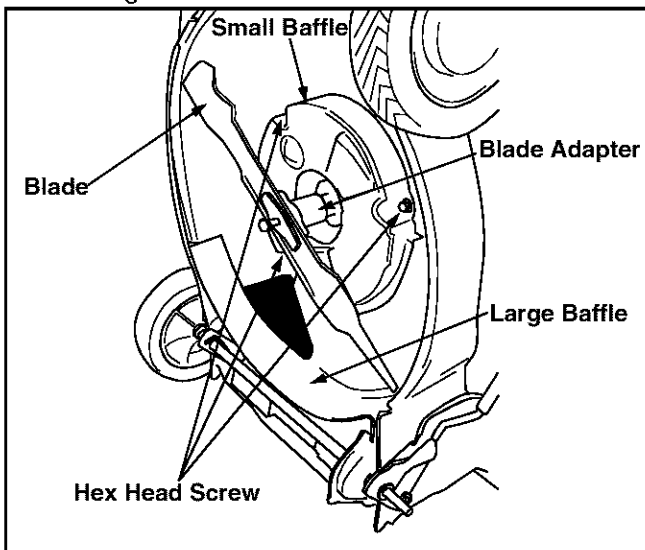 Small Baffle
Blade Adapter
Blade
Large Baffle
Hex Head Screw